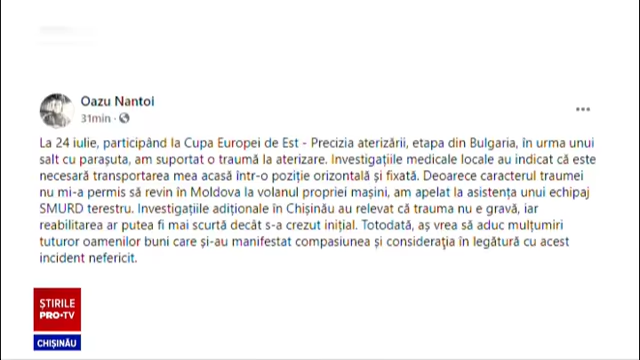 Oazu Nantoi
31min ·
La 24 iulie, participând la Cupa Europei de Est - Precizia aterizării, etapa din Bulgaria, în urma unui
salt cu parașuta, am suportat o traumă la aterizare. Investigațiile medicale locale au indicat că este
necesară transportarea mea acasă într-o poziție orizontală și fixată. Deoarece caracterul traumei
nu mi-a permis să revin în Moldova la volanul propriei mașini, am apelat la asistența unui echipaj
SMURD terestru. Investigațiile adiționale în Chișinău au relevat că trauma nu e gravă, iar
reabilitarea ar putea fi mai scurtă decât s-a crezut inițial. Totodată, aș vrea să aduc mulțumiri
tuturor oamenilor buni care și-au manifestat compasiunea și considerația în legătură cu acest
incident nefericit.
ȘTIRILE
PRO•TV
CHIȘINĂU